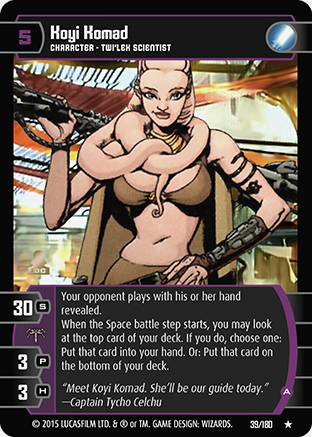 5
Koyi Komad
CHARACTER - TWI'LEK SCIENTIST
30 S
3 P
3 H
Your opponent plays with his or her hand
revealed.
When the Space battle step starts, you may look
at the top card of your deck. If you do, choose one:
Put that card into your hand. Or: Put that card on
the bottom of your deck.
"Meet Koyi Komad. She'll be our guide today."
—Captain Tycho Celchu
A
© 2015 LUCASFILM LTD. & ® or TM. GAME DESIGN: WIZARDS.
39/180